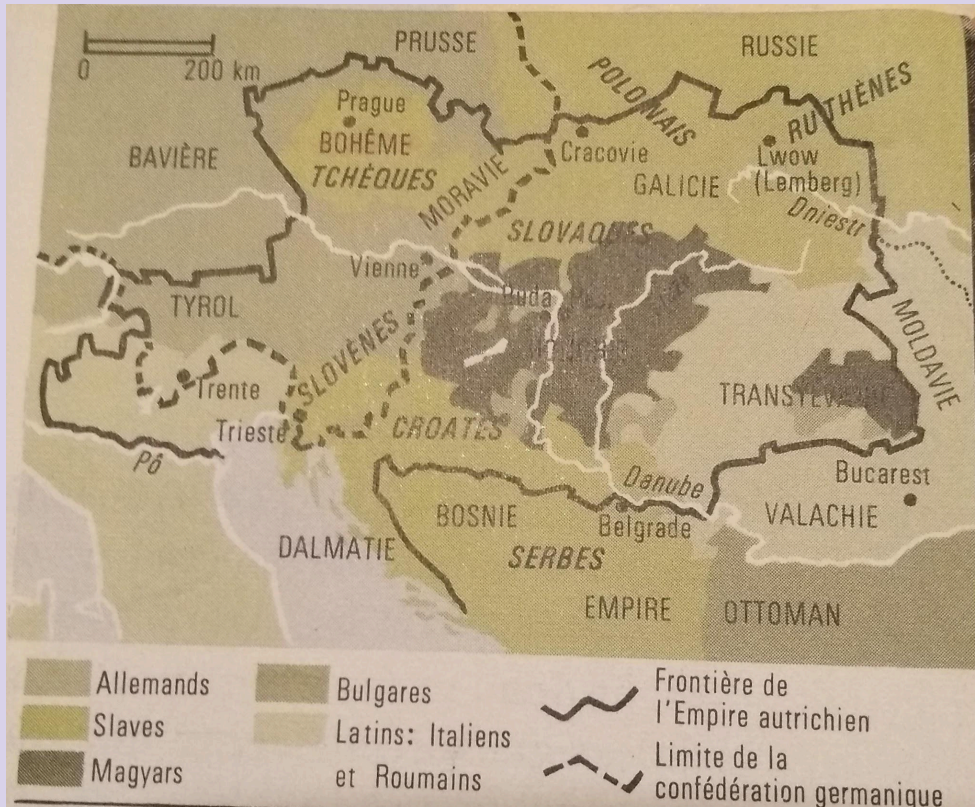 PRUSSE
RUSSIE
0 200 km
POLONAIS
RUTHÈNES
Prague
BOHÊME
TCHÈQUES
Cracovie
Lwow
(Lemberg)
BAVIÈRE
MORAVIE
GALICIE
Dniestr
SLOVAQUES
Vienne
Buda
TYROL
MOLDAVIE
SLOVÈNES
Trente
TRANSYLVANIE
Trieste
CROATES
Pô
Danube
Bucarest
BOSNIE
Belgrade
VALACHIE
DALMATIE
SERBES
EMPIRE OTTOMAN
Allemands
Slaves
Magyars
Bulgares
Latins: Italiens
et Roumains
Frontière de
l'Empire autrichien
Limite de la
confédération germanique